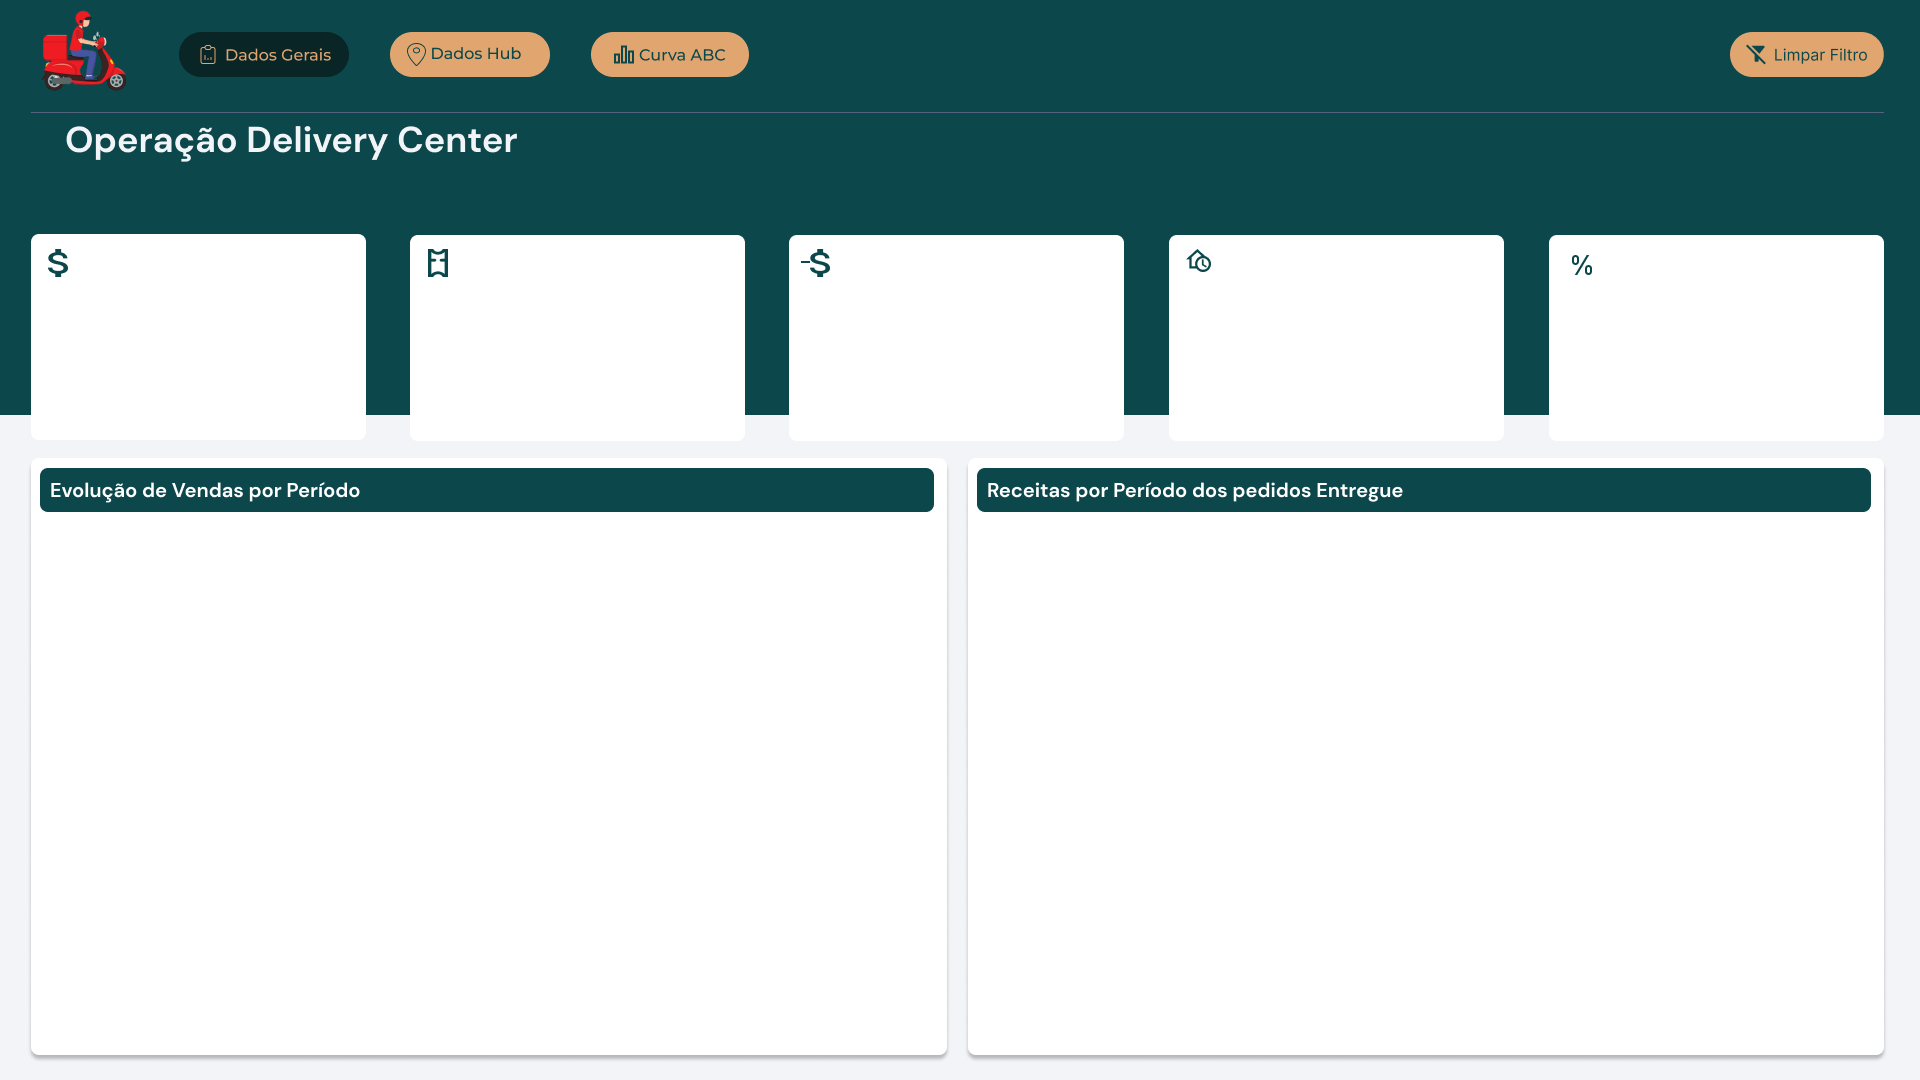 Dados Gerais
Dados Hub
Curva ABC
Limpar Filtro
Operação Delivery Center
$
-$
%
Evolução de Vendas por Período
Receitas por Período dos pedidos Entregue